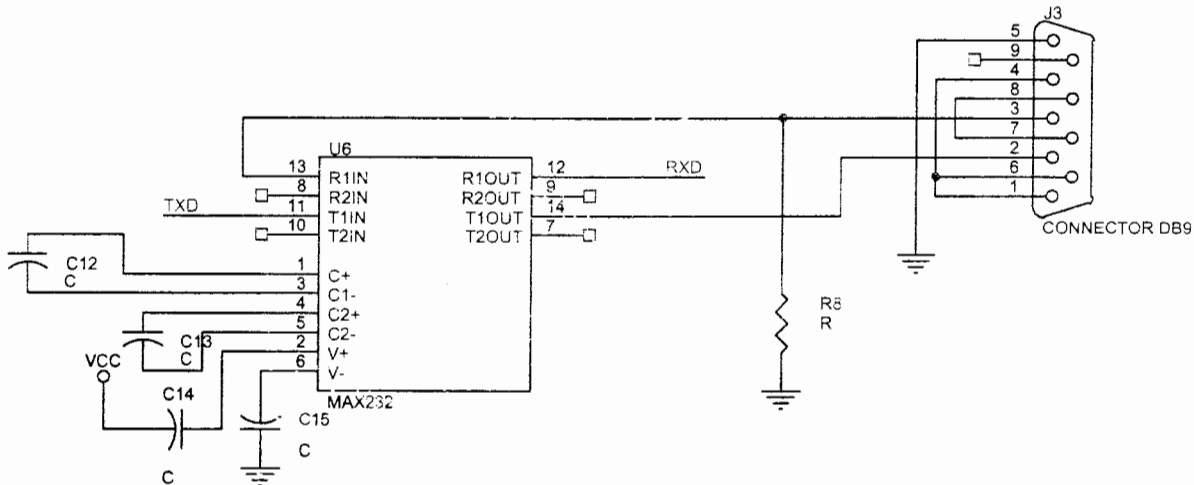 J3
5
9
4
8
3
7
2
6
1
CONNECTOR DB9
U6
13 R1IN R1OUT 12 RXD
8 R2IN R2OUT 9
TXD 11 T1IN T1OUT 14
10 T2IN T2OUT 7
1 C+
3 C1-
4 C2+
5 C2-
2 V+
6 V-
MAX232
C12
C
C13
C
VCC
C14
C
C15
C
R8
R